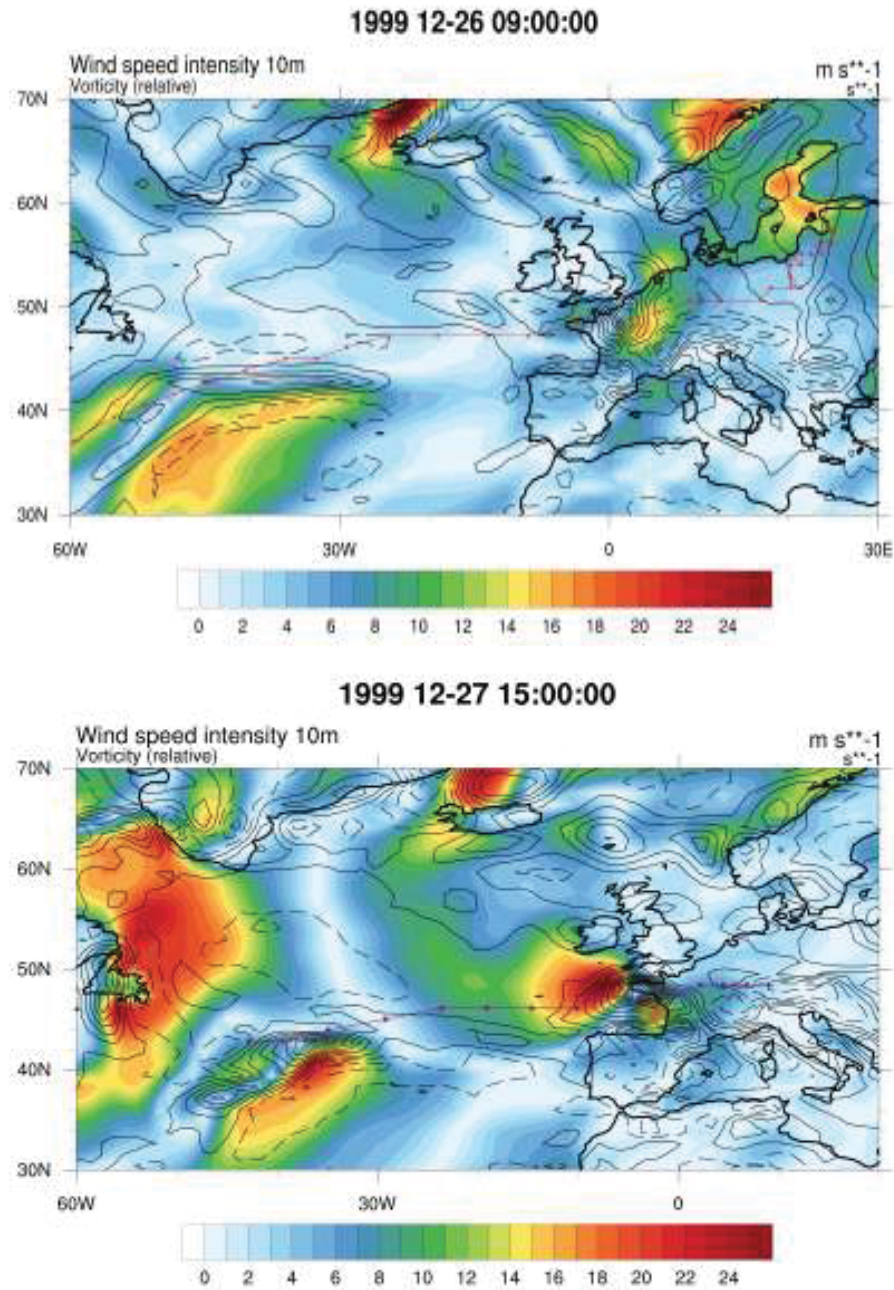 1999 12-26 09:00:00
Wind speed intensity 10m
m s**-1
Vorticity (relative)
s**-1
70N
60N
50N
40N
30N
60W 30W 0 30E
0 2 4 6 8 10 12 14 16 18 20 22 24
1999 12-27 15:00:00
Wind speed intensity 10m
m s**-1
Vorticity (relative)
s**-1
70N
60N
50N
40N
30N
60W 30W 0
0 2 4 6 8 10 12 14 16 18 20 22 24